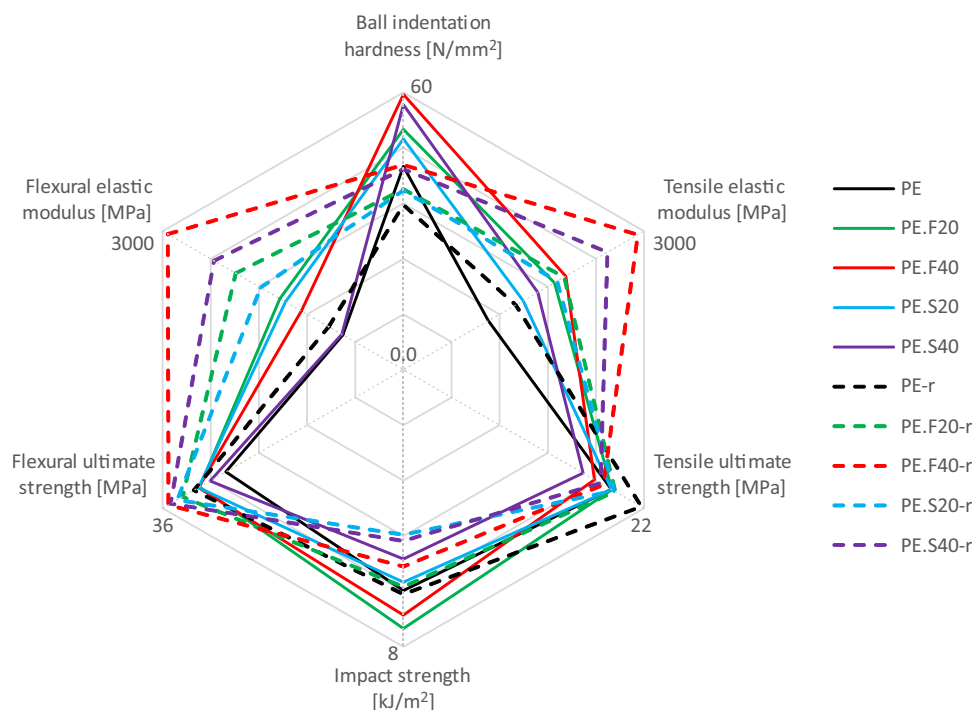 Ball indentation
hardness [N/mm²]
60
Flexural elastic
modulus [MPa]
3000
Tensile elastic
modulus [MPa]
3000
0.0
Flexural ultimate
strength [MPa]
36
Tensile ultimate
strength [MPa]
22
8
Impact strength
[kJ/m²]
PE
PE.F20
PE.F40
PE.S20
PE.S40
PE-r
PE.F20-r
PE.F40-r
PE.S20-r
PE.S40-r